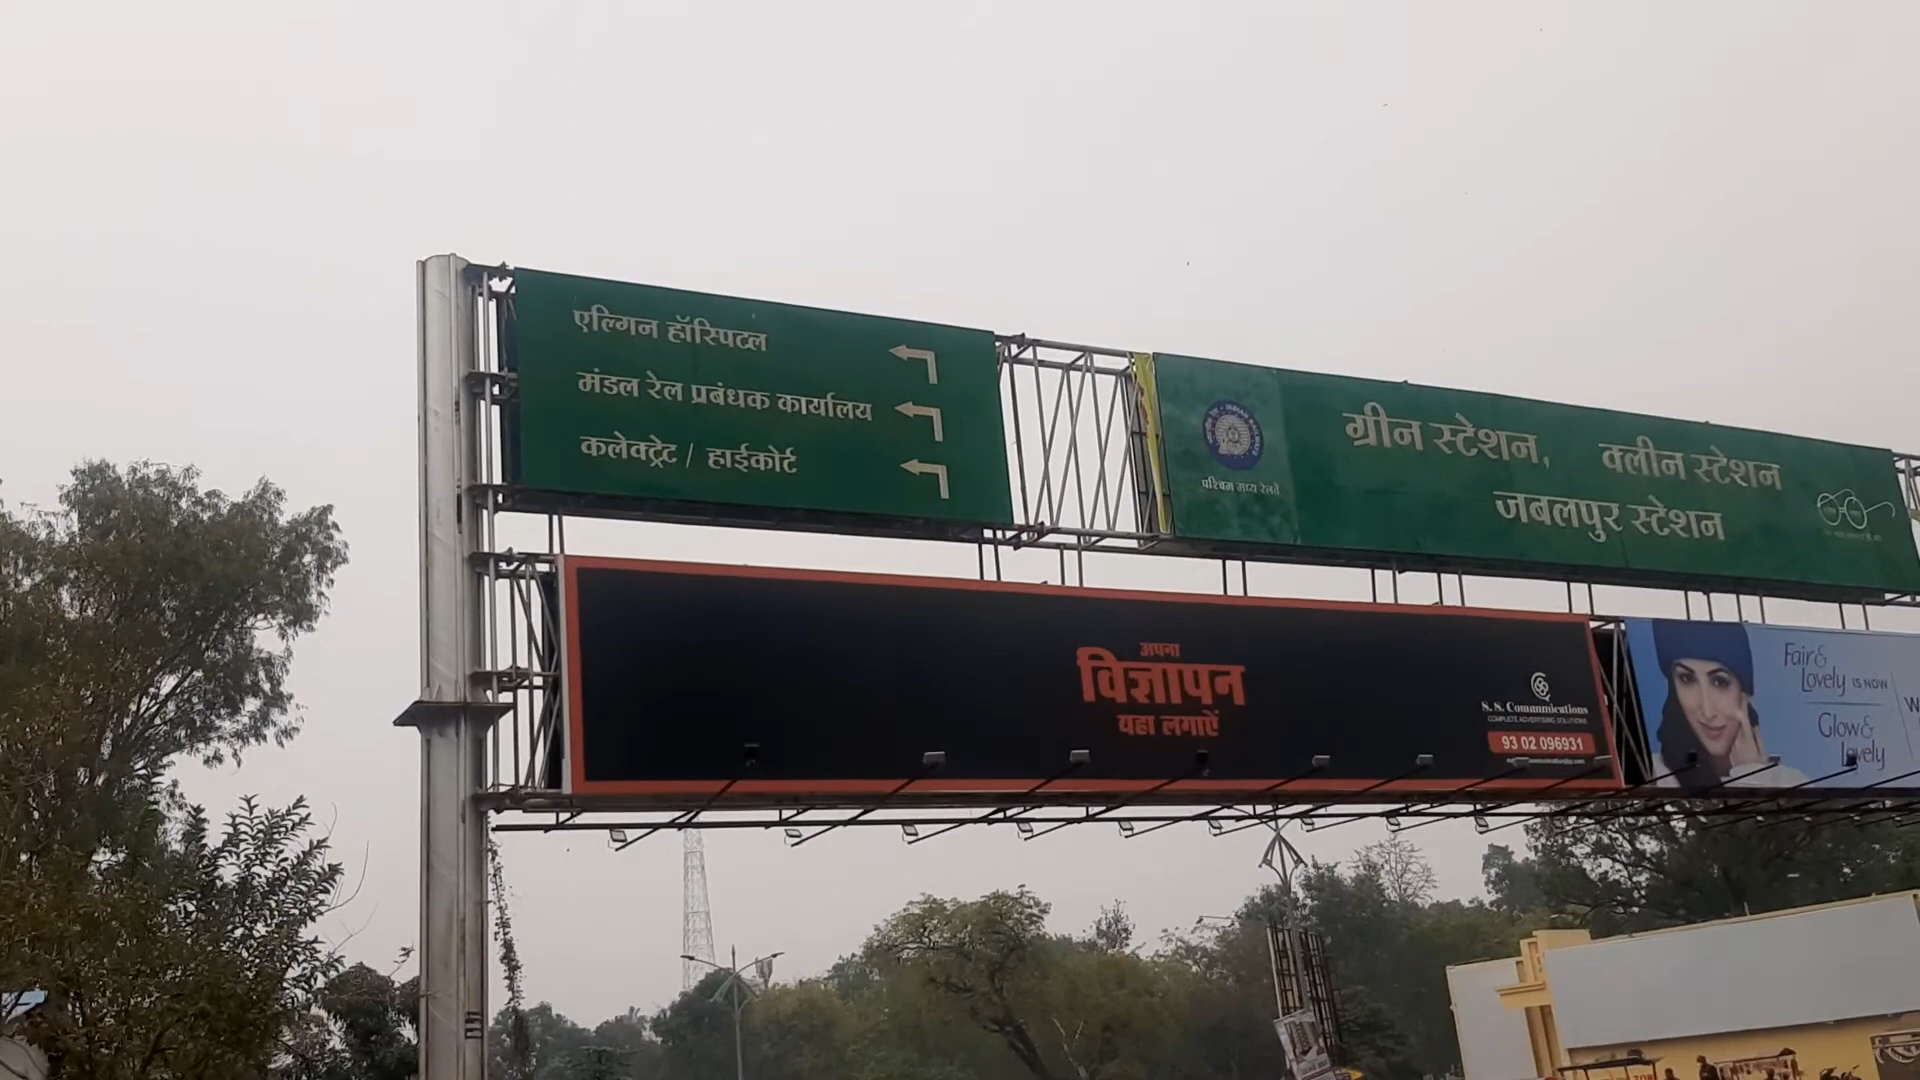 एल्गिन हॉस्पिटल
मंडल रेल प्रबंधक कार्यालय
कलेक्ट्रेट / हाईकोर्ट
पश्चिम मध्य रेलवे
ग्रीन स्टेशन, क्लीन स्टेशन
जबलपुर स्टेशन
अपना
विज्ञापन
यहा लगाऐं
S. S. Communications
COMPLETE ADVERTISING SOLUTIONS
93 02 096931
Fair & Lovely IS NOW
Glow & Lovely